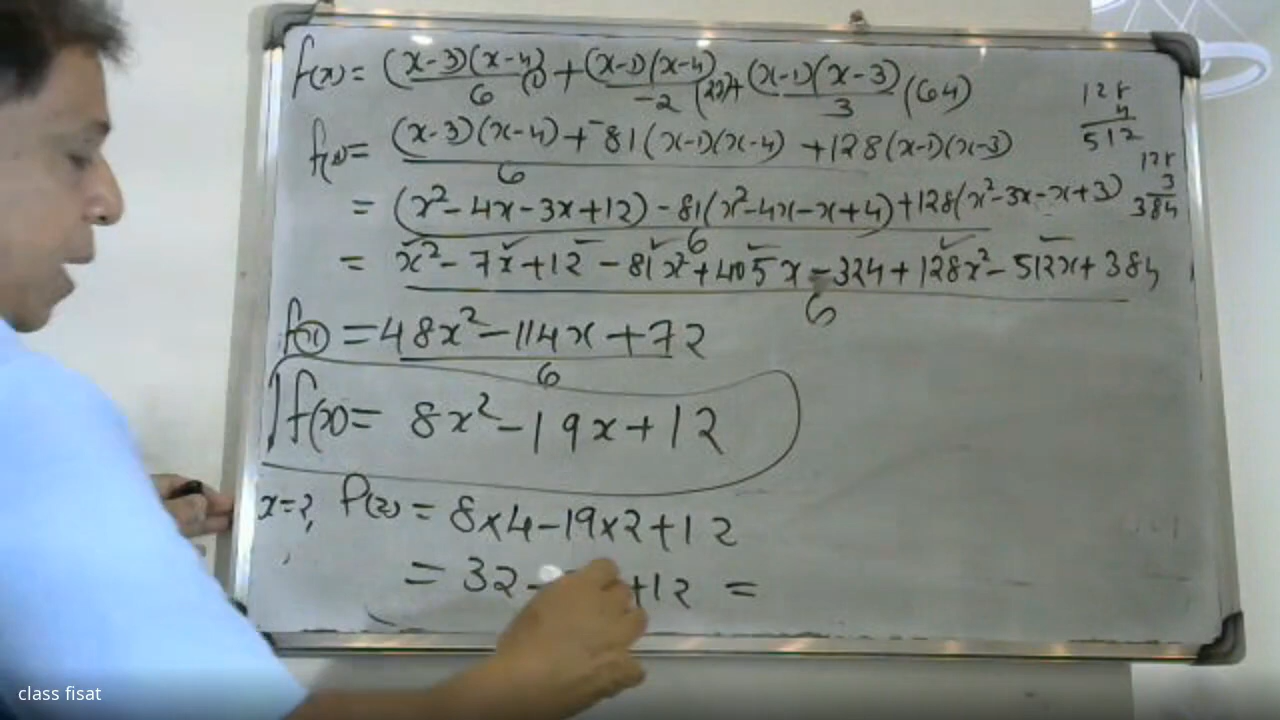 f(x) = (x-3)(x-4)/6 (1) + (x-1)(x-4)/-2 (27) + (x-1)(x-3)/3 (64)
f(x) = (x-3)(x-4) + -81(x-1)(x-4) + 128(x-1)(x-3)
6
= (x²-4x-3x+12) - 81(x²-4x-x+4) + 128(x²-3x-x+3)
6
= x² - 7x + 12 - 81x² + 405x - 324 + 128x² - 512x + 384
6
f(x) = 48x² - 114x + 72
6
f(x) = 8x² - 19x + 12
x=2, f(2) = 8×4-19×2+12
= 32 - +12 =
128
4
512
128
3
384
class fisat